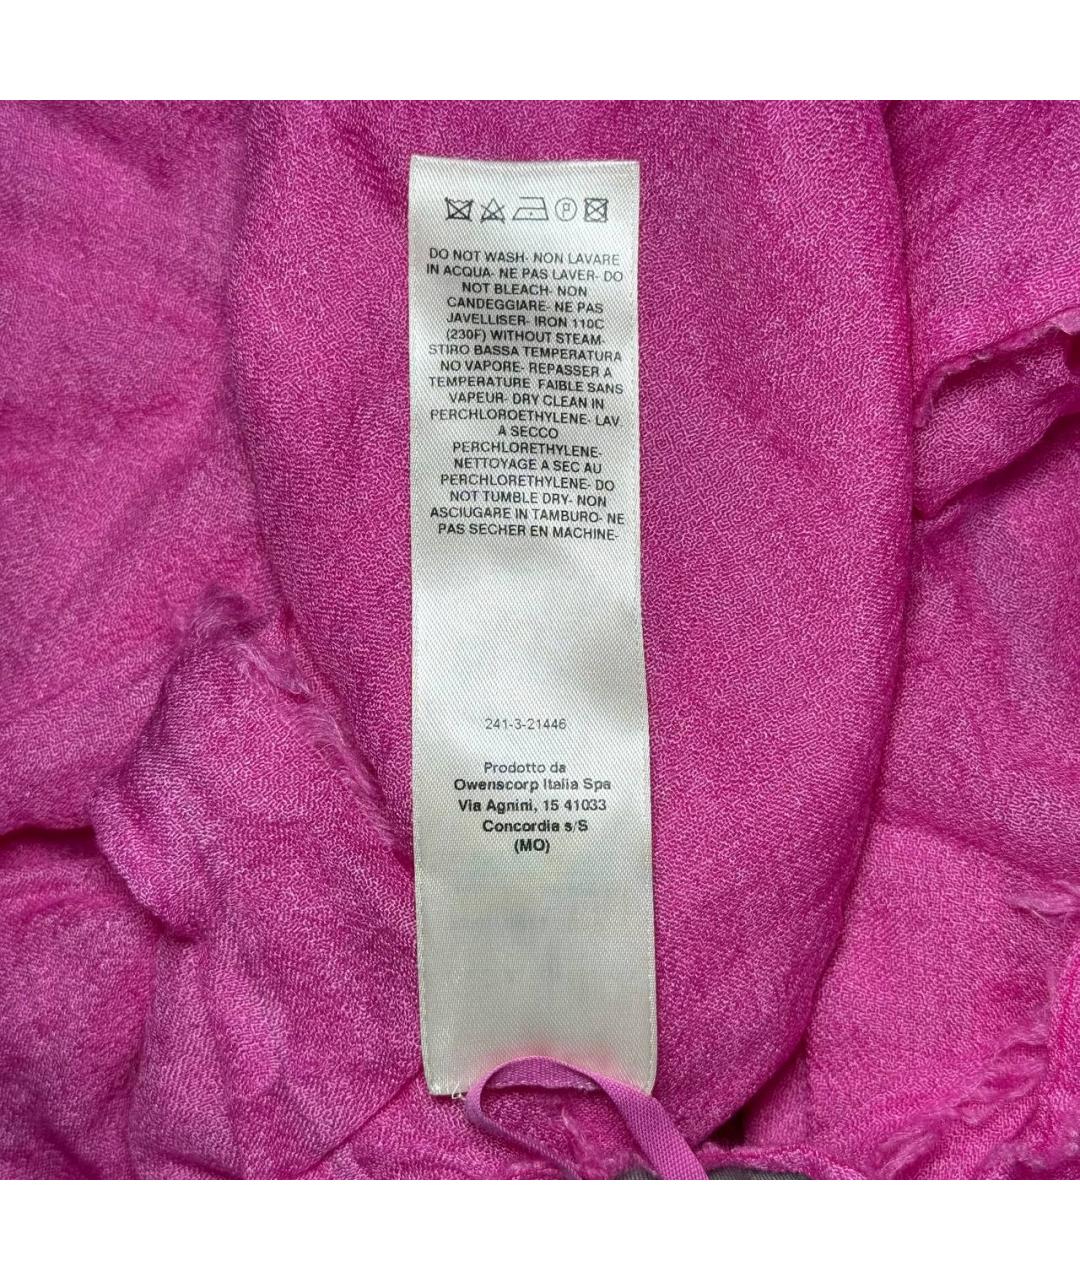 P
DO NOT WASH- NON LAVARE
IN ACQUA- NE PAS LAVER- DO
NOT BLEACH- NON
CANDEGGIARE- NE PAS
JAVELLISER- IRON 110C
(230F) WITHOUT STEAM-
STIRO BASSA TEMPERATURA
NO VAPORE- REPASSER A
TEMPERATURE FAIBLE SANS
VAPEUR- DRY CLEAN IN
PERCHLOROETHYLENE- LAV
A SECCO
PERCHLORETHYLENE-
NETTOYAGE A SEC AU
PERCHLORETHYLENE- DO
NOT TUMBLE DRY- NON
ASCIUGARE IN TAMBURO- NE
PAS SECHER EN MACHINE-
241-3-21446
Prodotto da
Owenscorp Italia Spa
Via Agnini, 15 41033
Concordia s/S
(MO)